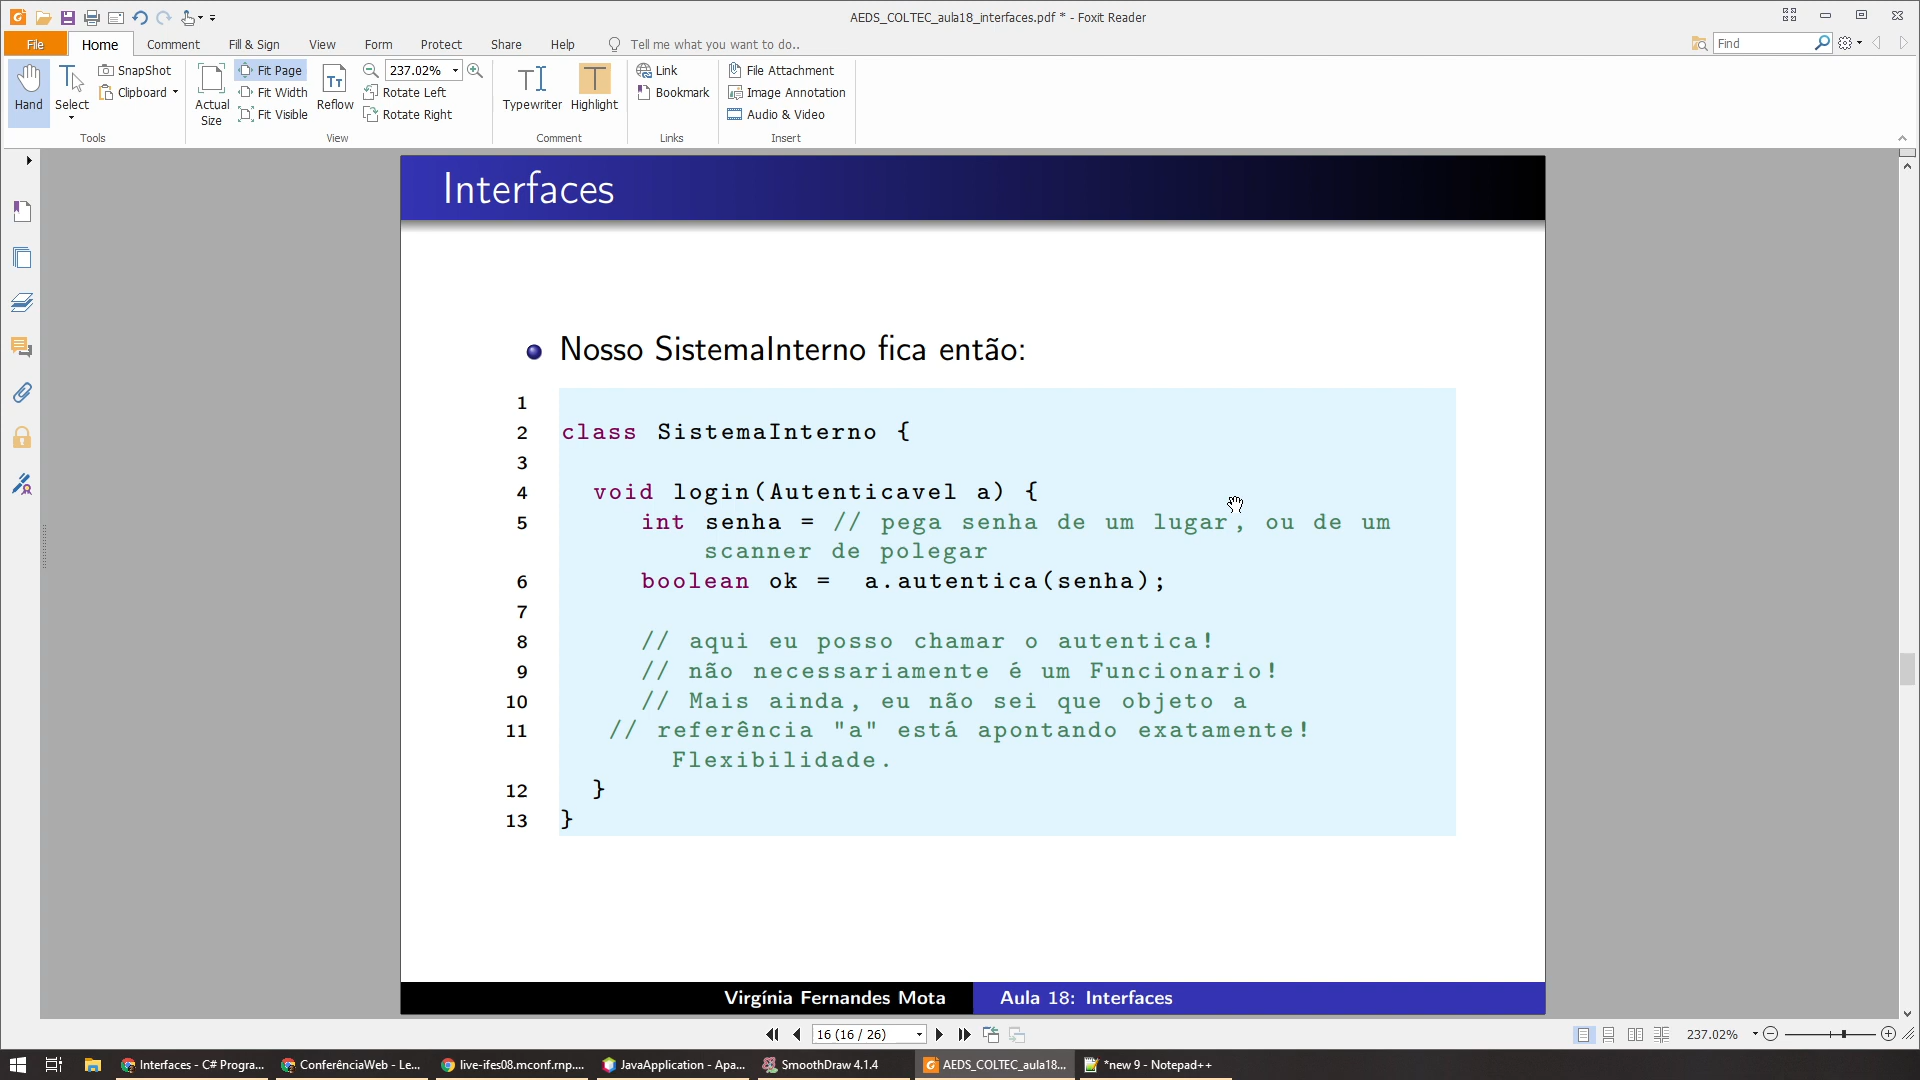 AEDS_COLTEC_aula18_interfaces.pdf * - Foxit Reader
File Home Comment Fill & Sign View Form Protect Share Help Tell me what you want to do.. Find
Hand
Select
SnapShot
Clipboard
Tools
Actual Size
Fit Page
Fit Width
Fit Visible
Reflow
237.02%
Rotate Left
Rotate Right
View
Typewriter
Highlight
Comment
Link
Bookmark
Links
File Attachment
Image Annotation
Audio & Video
Insert
Interfaces
Nosso SistemaInterno fica então:
1
2 class SistemaInterno {
3
4 void login(Autenticavel a) {
5 int senha = // pega senha de um lugar, ou de um
scanner de polegar
6 boolean ok = a.autentica(senha);
7
8 // aqui eu posso chamar o autentica!
9 // não necessariamente é um Funcionario!
10 // Mais ainda, eu não sei que objeto a
11 // referência "a" está apontando exatamente!
Flexibilidade.
12 }
13 }
Virgínia Fernandes Mota Aula 18: Interfaces
16 (16 / 26) 237.02%
Interfaces - C# Progra... ConferênciaWeb - Le... live-ifes08.mconf.rnp.... JavaApplication - Apa... SmoothDraw 4.1.4 AEDS_COLTEC_aula18... *new 9 - Notepad++